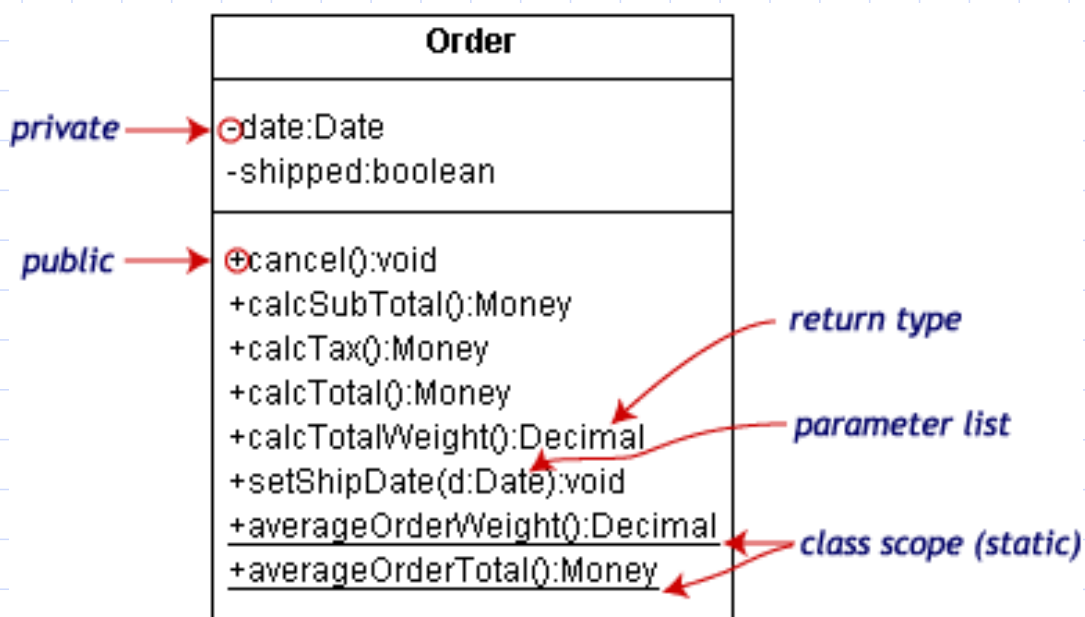 Order
private
-date:Date
-shipped:boolean
public
+cancel():void
+calcSubTotal():Money
return type
+calcTax():Money
+calcTotal():Money
parameter list
+calcTotalWeight():Decimal
+setShipDate(d:Date):void
+averageOrderWeight():Decimal
class scope (static)
+averageOrderTotal():Money